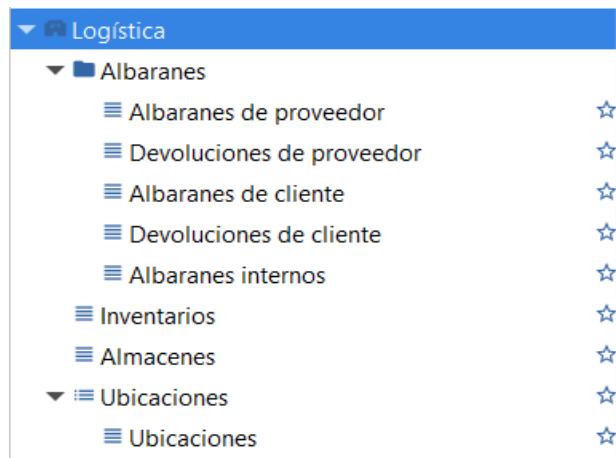 Logística
Albaranes
Albaranes de proveedor
Devoluciones de proveedor
Albaranes de cliente
Devoluciones de cliente
Albaranes internos
Inventarios
Almacenes
Ubicaciones
Ubicaciones